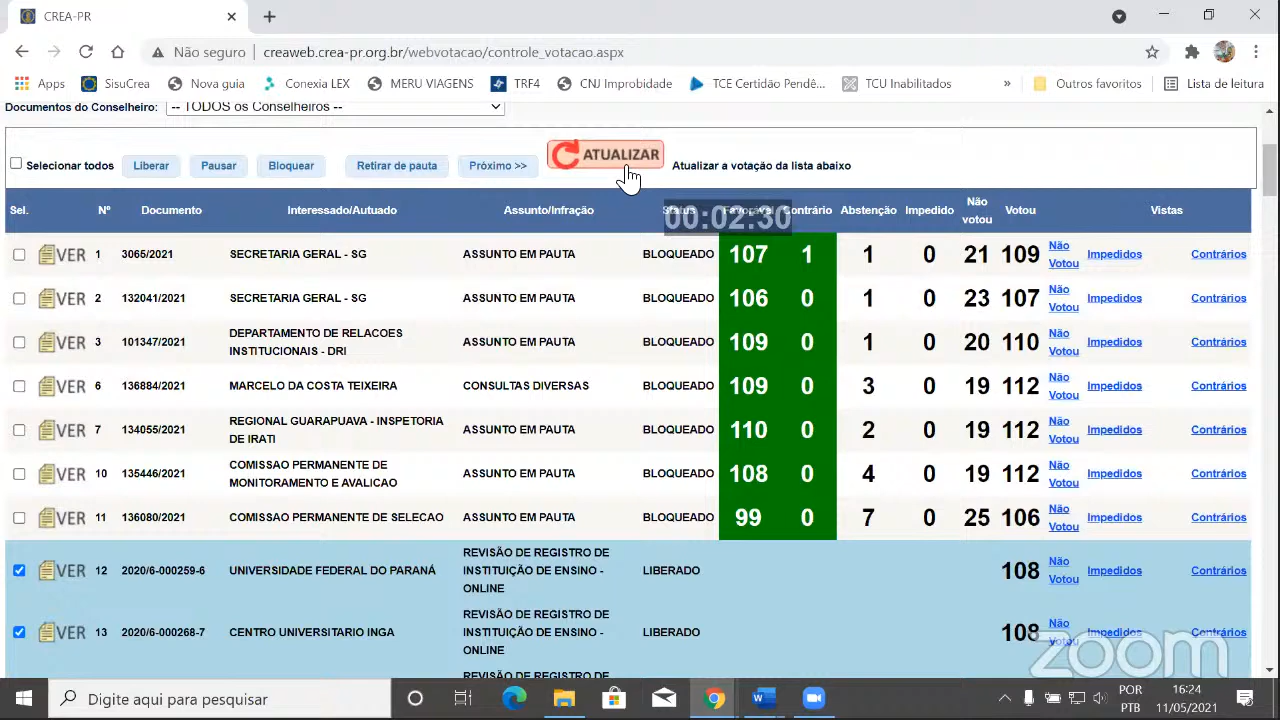 CREA-PR
Não seguro
creaweb.crea-pr.org.br/webvotacao/controle_votacao.aspx
Apps SisuCrea Nova guia Conexia LEX MERU VIAGENS TRF4 CNJ Improbidade TCE Certidão Pendê... TCU Inabilitados » Outros favoritos Lista de leitura
Documentos do Conselheiro: -- TODOS os Conselheiros --
Selecionar todos Liberar Pausar Bloquear Retirar de pauta Próximo >> ATUALIZAR Atualizar a votação da lista abaixo
Sel. Nº Documento Interessado/Autuado Assunto/Infração Status Favorável Contrário Abstenção Impedido Não votou Votou Vistas
00:02:30
VER 1 3065/2021 SECRETARIA GERAL - SG ASSUNTO EM PAUTA BLOQUEADO 107 1 1 0 21 109 Não Votou Impedidos Contrários
VER 2 132041/2021 SECRETARIA GERAL - SG ASSUNTO EM PAUTA BLOQUEADO 106 0 1 0 23 107 Não Votou Impedidos Contrários
VER 3 101347/2021 DEPARTAMENTO DE RELACOES INSTITUCIONAIS - DRI ASSUNTO EM PAUTA BLOQUEADO 109 0 1 0 20 110 Não Votou Impedidos Contrários
VER 6 136884/2021 MARCELO DA COSTA TEIXEIRA CONSULTAS DIVERSAS BLOQUEADO 109 0 3 0 19 112 Não Votou Impedidos Contrários
VER 7 134055/2021 REGIONAL GUARAPUAVA - INSPETORIA DE IRATI ASSUNTO EM PAUTA BLOQUEADO 110 0 2 0 19 112 Não Votou Impedidos Contrários
VER 10 135446/2021 COMISSAO PERMANENTE DE MONITORAMENTO E AVALICAO ASSUNTO EM PAUTA BLOQUEADO 108 0 4 0 19 112 Não Votou Impedidos Contrários
VER 11 136080/2021 COMISSAO PERMANENTE DE SELECAO ASSUNTO EM PAUTA BLOQUEADO 99 0 7 0 25 106 Não Votou Impedidos Contrários
VER 12 2020/6-000259-6 UNIVERSIDADE FEDERAL DO PARANÁ REVISÃO DE REGISTRO DE INSTITUIÇÃO DE ENSINO - ONLINE LIBERADO 108 Não Votou Impedidos Contrários
VER 13 2020/6-000268-7 CENTRO UNIVERSITARIO INGA REVISÃO DE REGISTRO DE INSTITUIÇÃO DE ENSINO - ONLINE LIBERADO 108 Não Votou Impedidos Contrários
REVISÃO DE REGISTRO DE
zoom
Digite aqui para pesquisar
POR
PTB
16:24
11/05/2021